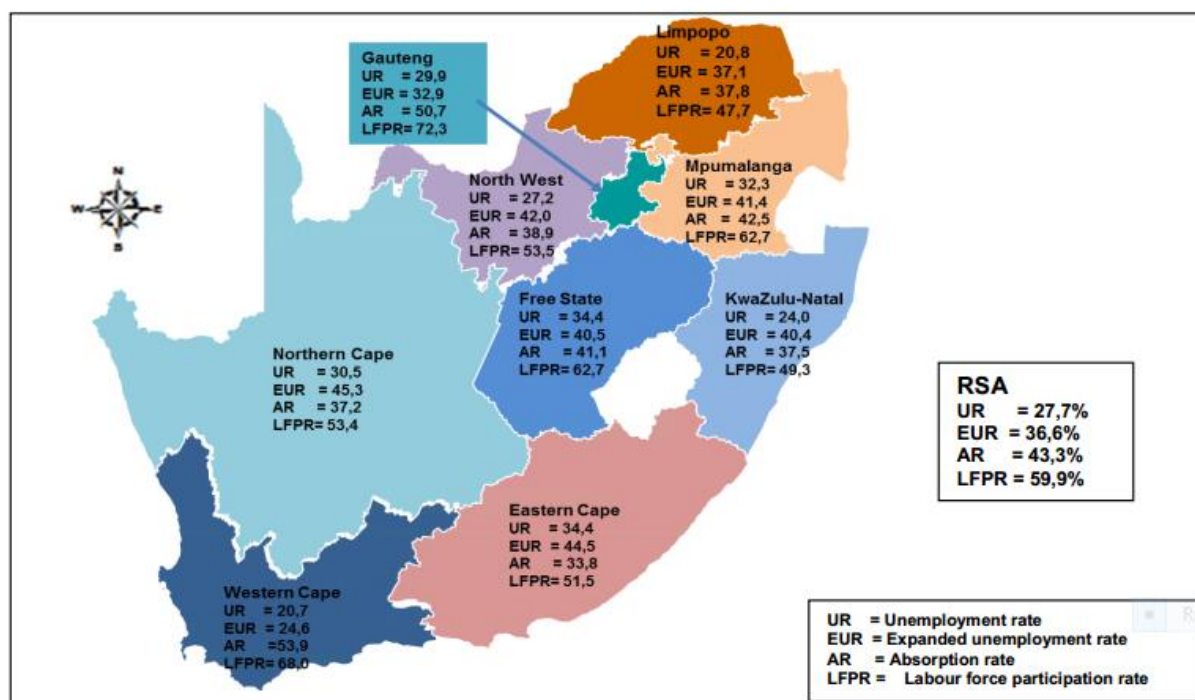 Limpopo
UR = 20,8
EUR = 37,1
AR = 37,8
LFPR= 47,7
Gauteng
UR = 29,9
EUR = 32,9
AR = 50,7
LFPR= 72,3
North West
UR = 27,2
EUR = 42,0
AR = 38,9
LFPR= 53,5
Mpumalanga
UR = 32,3
EUR = 41,4
AR = 42,5
LFPR= 62,7
Free State
UR = 34,4
EUR = 40,5
AR = 41,1
LFPR= 62,7
KwaZulu-Natal
UR = 24,0
EUR = 40,4
AR = 37,5
LFPR= 49,3
Northern Cape
UR = 30,5
EUR = 45,3
AR = 37,2
LFPR= 53,4
Eastern Cape
UR = 34,4
EUR = 44,5
AR = 33,8
LFPR= 51,5
Western Cape
UR = 20,7
EUR = 24,6
AR =53,9
LFPR= 68,0
N
W E
S
RSA
UR = 27,7%
EUR = 36,6%
AR = 43,3%
LFPR = 59,9%
UR = Unemployment rate
EUR = Expanded unemployment rate
AR = Absorption rate
LFPR = Labour force participation rate